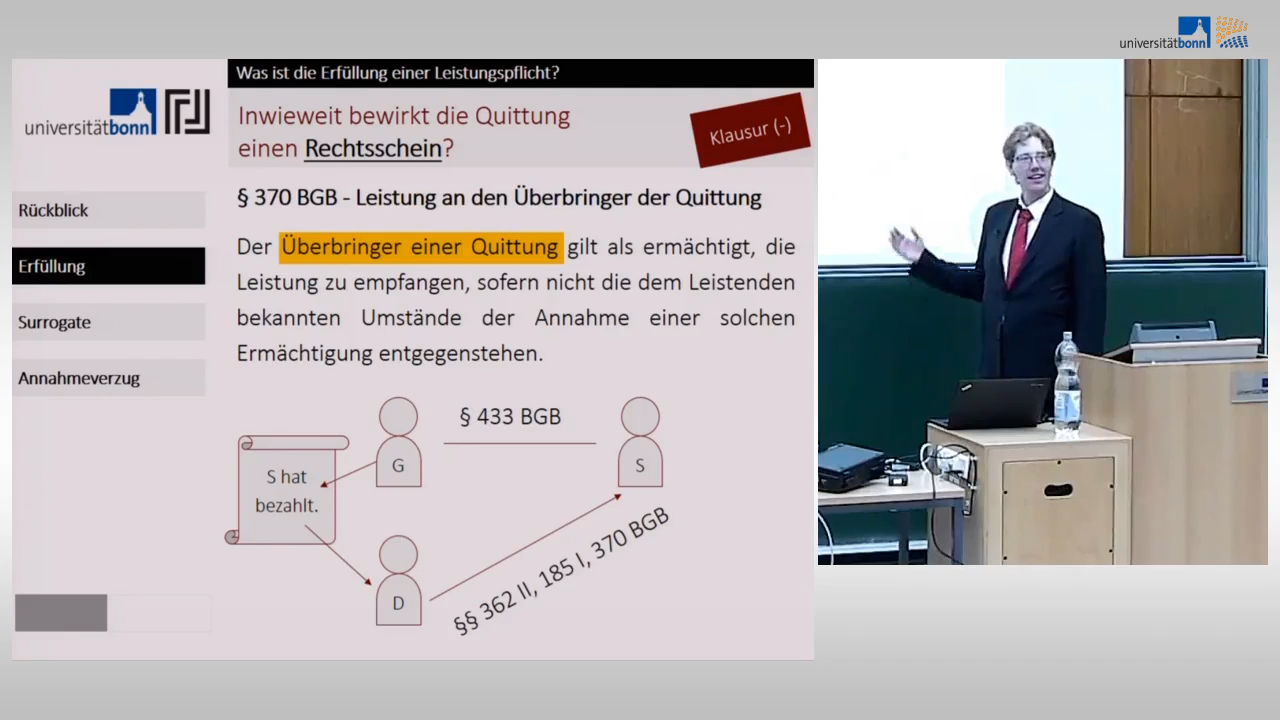 universitätbonn
Was ist die Erfüllung einer Leistungspflicht?
universitätbonn
Inwieweit bewirkt die Quittung
einen Rechtsschein?
Klausur (-)
Rückblick
Erfüllung
Surrogate
Annahmeverzug
§ 370 BGB - Leistung an den Überbringer der Quittung
Der Überbringer einer Quittung gilt als ermächtigt, die
Leistung zu empfangen, sofern nicht die dem Leistenden
bekannten Umstände der Annahme einer solchen
Ermächtigung entgegenstehen.
§ 433 BGB
G
S
S hat
bezahlt.
D
§§ 362 II, 185 I, 370 BGB